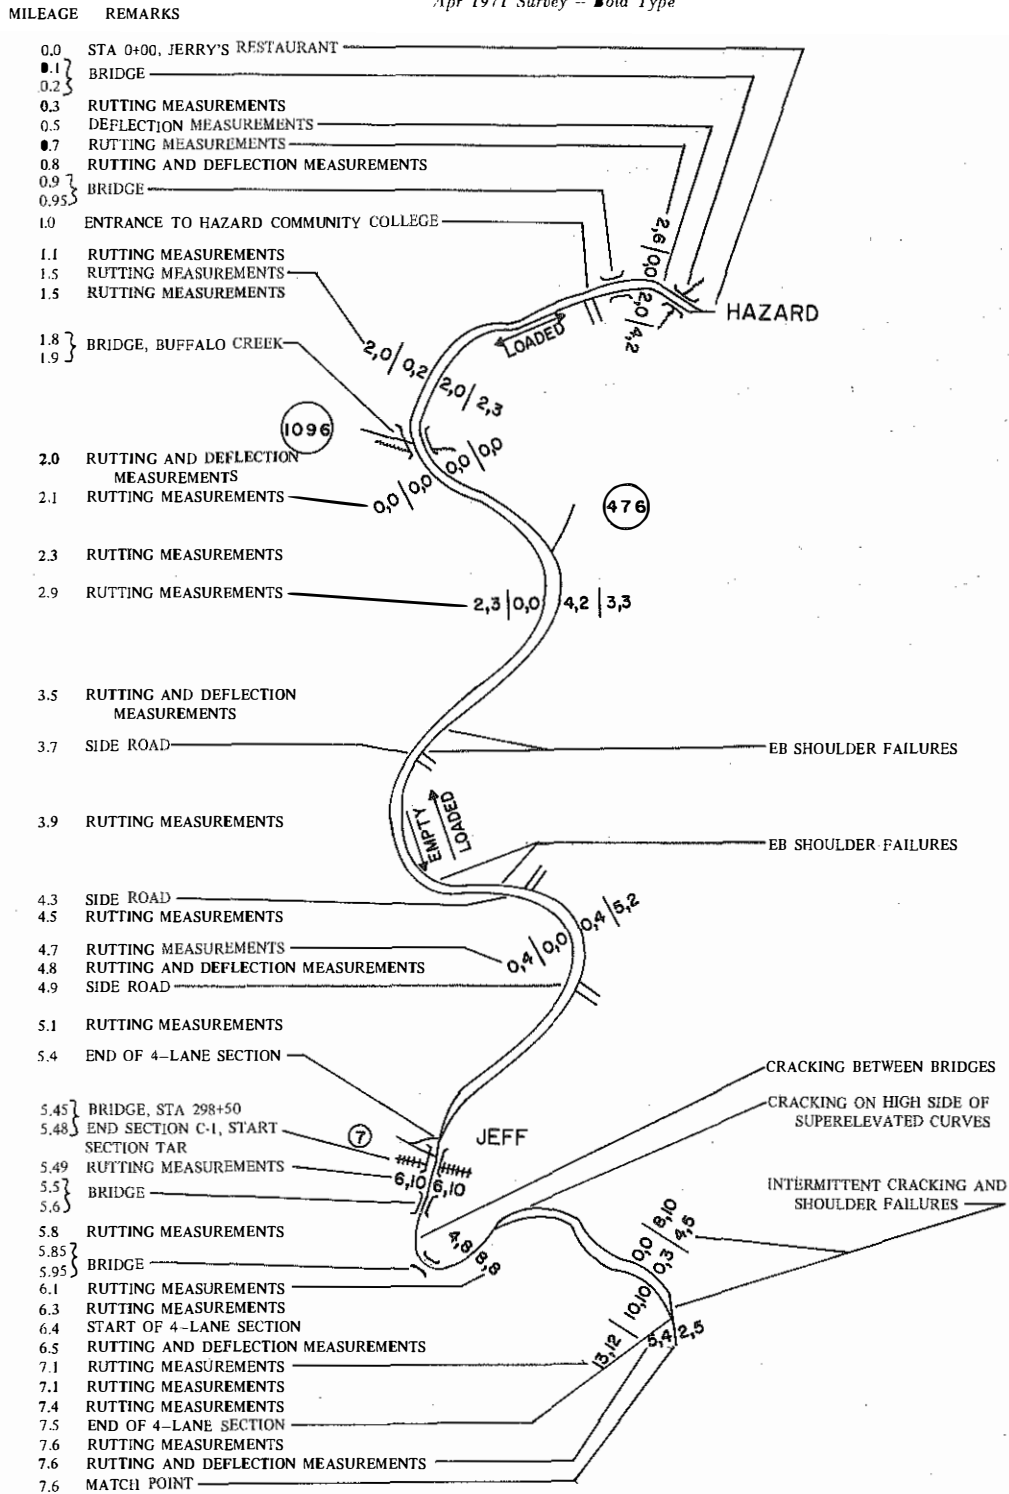 Apr 1971 Survey -- Bold Type
MILEAGE REMARKS
0.0 STA 0+00, JERRY'S RESTAURANT
0.1
0.2 BRIDGE
0.3 RUTTING MEASUREMENTS
0.5 DEFLECTION MEASUREMENTS
0.7 RUTTING MEASUREMENTS
0.8 RUTTING AND DEFLECTION MEASUREMENTS
0.9
0.95 BRIDGE
1.0 ENTRANCE TO HAZARD COMMUNITY COLLEGE
1.1 RUTTING MEASUREMENTS
1.5 RUTTING MEASUREMENTS
1.5 RUTTING MEASUREMENTS
1.8
1.9 BRIDGE, BUFFALO CREEK
2.0 RUTTING AND DEFLECTION
MEASUREMENTS
2.1 RUTTING MEASUREMENTS
2.3 RUTTING MEASUREMENTS
2.9 RUTTING MEASUREMENTS
3.5 RUTTING AND DEFLECTION
MEASUREMENTS
3.7 SIDE ROAD
3.9 RUTTING MEASUREMENTS
4.3 SIDE ROAD
4.5 RUTTING MEASUREMENTS
4.7 RUTTING MEASUREMENTS
4.8 RUTTING AND DEFLECTION MEASUREMENTS
4.9 SIDE ROAD
5.1 RUTTING MEASUREMENTS
5.4 END OF 4-LANE SECTION
5.45 BRIDGE, STA 298+50
5.48 END SECTION C-1, START
SECTION TAR
5.49 RUTTING MEASUREMENTS
5.5
5.6 BRIDGE
5.8 RUTTING MEASUREMENTS
5.85
5.95 BRIDGE
6.1 RUTTING MEASUREMENTS
6.3 RUTTING MEASUREMENTS
6.4 START OF 4-LANE SECTION
6.5 RUTTING AND DEFLECTION MEASUREMENTS
7.1 RUTTING MEASUREMENTS
7.1 RUTTING MEASUREMENTS
7.4 RUTTING MEASUREMENTS
7.5 END OF 4-LANE SECTION
7.6 RUTTING MEASUREMENTS
7.6 RUTTING AND DEFLECTION MEASUREMENTS
7.6 MATCH POINT
2,6/0,0
2,0/4,2
HAZARD
LOADED
2,0/0,2
2,0/2,3
1096
0,0/0,0
0,0/0,0
476
2,3|0,0
4,2|3,3
EB SHOULDER FAILURES
EMPTY
LOADED
EB SHOULDER FAILURES
0,4/0,0
0,4/5,2
CRACKING BETWEEN BRIDGES
CRACKING ON HIGH SIDE OF
SUPERELEVATED CURVES
7
JEFF
6,10
6,10
INTERMITTENT CRACKING AND
SHOULDER FAILURES
4,8/8,8
0,0/8,10
0,3/4,5
13,12/10,10
5,4/2,5